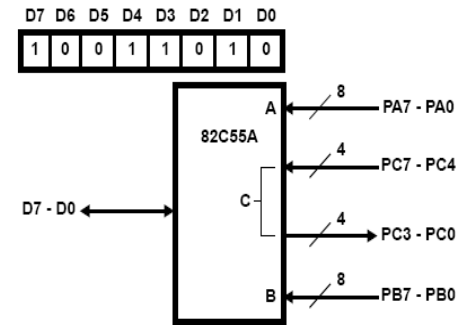 D7 D6 D5 D4 D3 D2 D1 D0
1 0 0 1 1 0 1 0
8
A PA7 - PA0
82C55A
4
PC7 - PC4
C
D7 - D0
4
PC3 - PC0
8
B PB7 - PB0